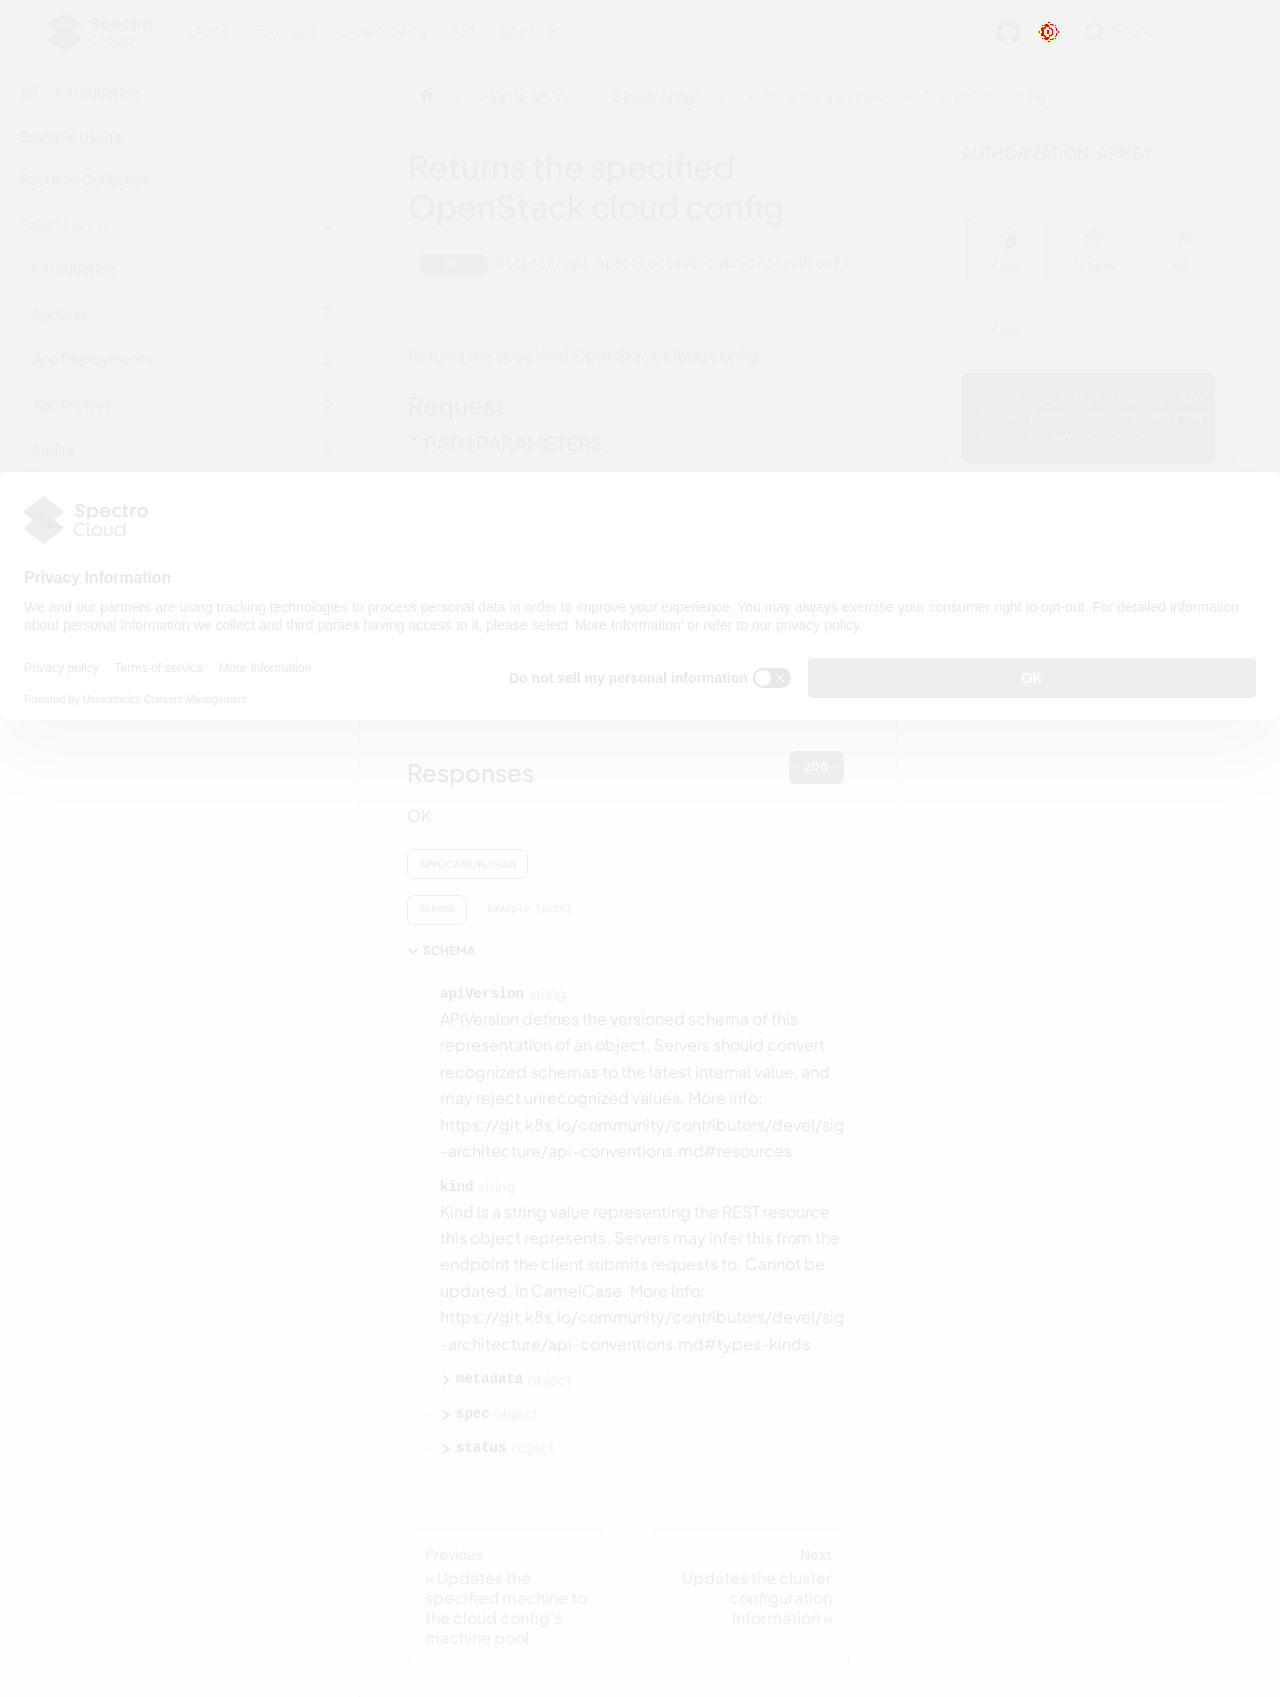 Spectro Cloud
Docs Tutorials Downloads API latest
Search
Introduction
Example Usage
Postman Collection
Palette API V1
Introduction
Api Keys
App Deployments
App Profiles
Audits
Palette API V1
Cloudconfigs
Returns the specified OpenStack cloud config
Returns the specified
OpenStack cloud config
GET https://api.spectrocloud.com/v1/cloudconfi
Returns the specified OpenStack cloud config
Request
PATH PARAMETERS
AUTHORIZATION: APIKEY
CURL PYTHON GO
CURL
Spectro
Cloud
Privacy Information
We and our partners are using tracking technologies to process personal data in order to improve your experience. You may always exercise your consumer right to opt-out. For detailed information
about personal information we collect and third parties having access to it, please select 'More Information' or refer to our privacy policy.
Privacy policy Terms of service More Information
Do not sell my personal information
OK
Powered by Usercentrics Consent Management
Responses
200
OK
APPLICATION/JSON
Schema Example (auto)
SCHEMA
apiVersion string
APIVersion defines the versioned schema of this
representation of an object. Servers should convert
recognized schemas to the latest internal value, and
may reject unrecognized values. More info:
https://git.k8s.io/community/contributors/devel/sig
-architecture/api-conventions.md#resources
kind string
Kind is a string value representing the REST resource
this object represents. Servers may infer this from the
endpoint the client submits requests to. Cannot be
updated. In CamelCase. More info:
https://git.k8s.io/community/contributors/devel/sig
-architecture/api-conventions.md#types-kinds
metadata object
spec object
status object
Previous
« Updates the
specified machine to
the cloud config's
machine pool
Next
Updates the cluster
configuration
information »